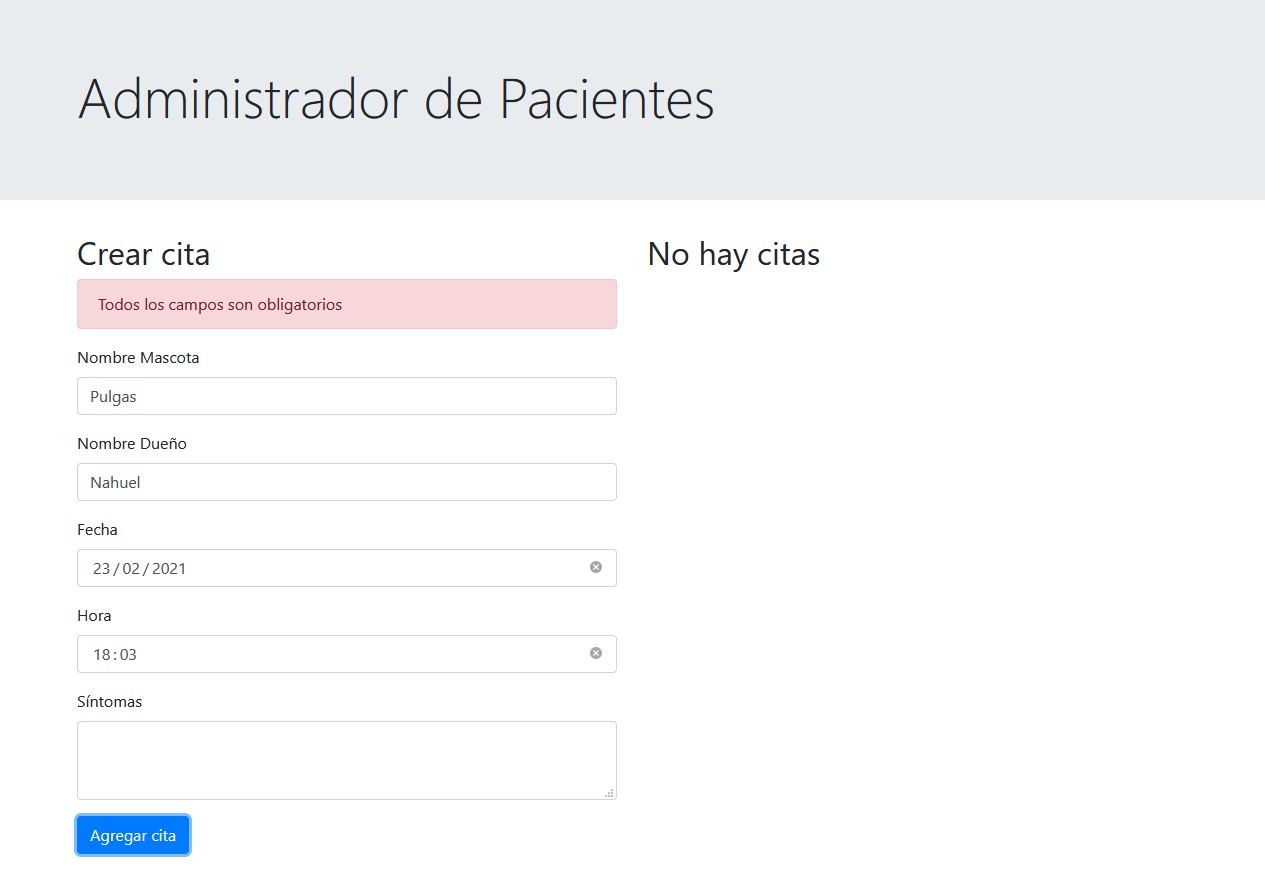 Administrador de Pacientes
Crear cita
Todos los campos son obligatorios
Nombre Mascota
Pulgas
Nombre Dueño
Nahuel
Fecha
23/02/2021
Hora
18:03
Síntomas
Agregar cita
No hay citas